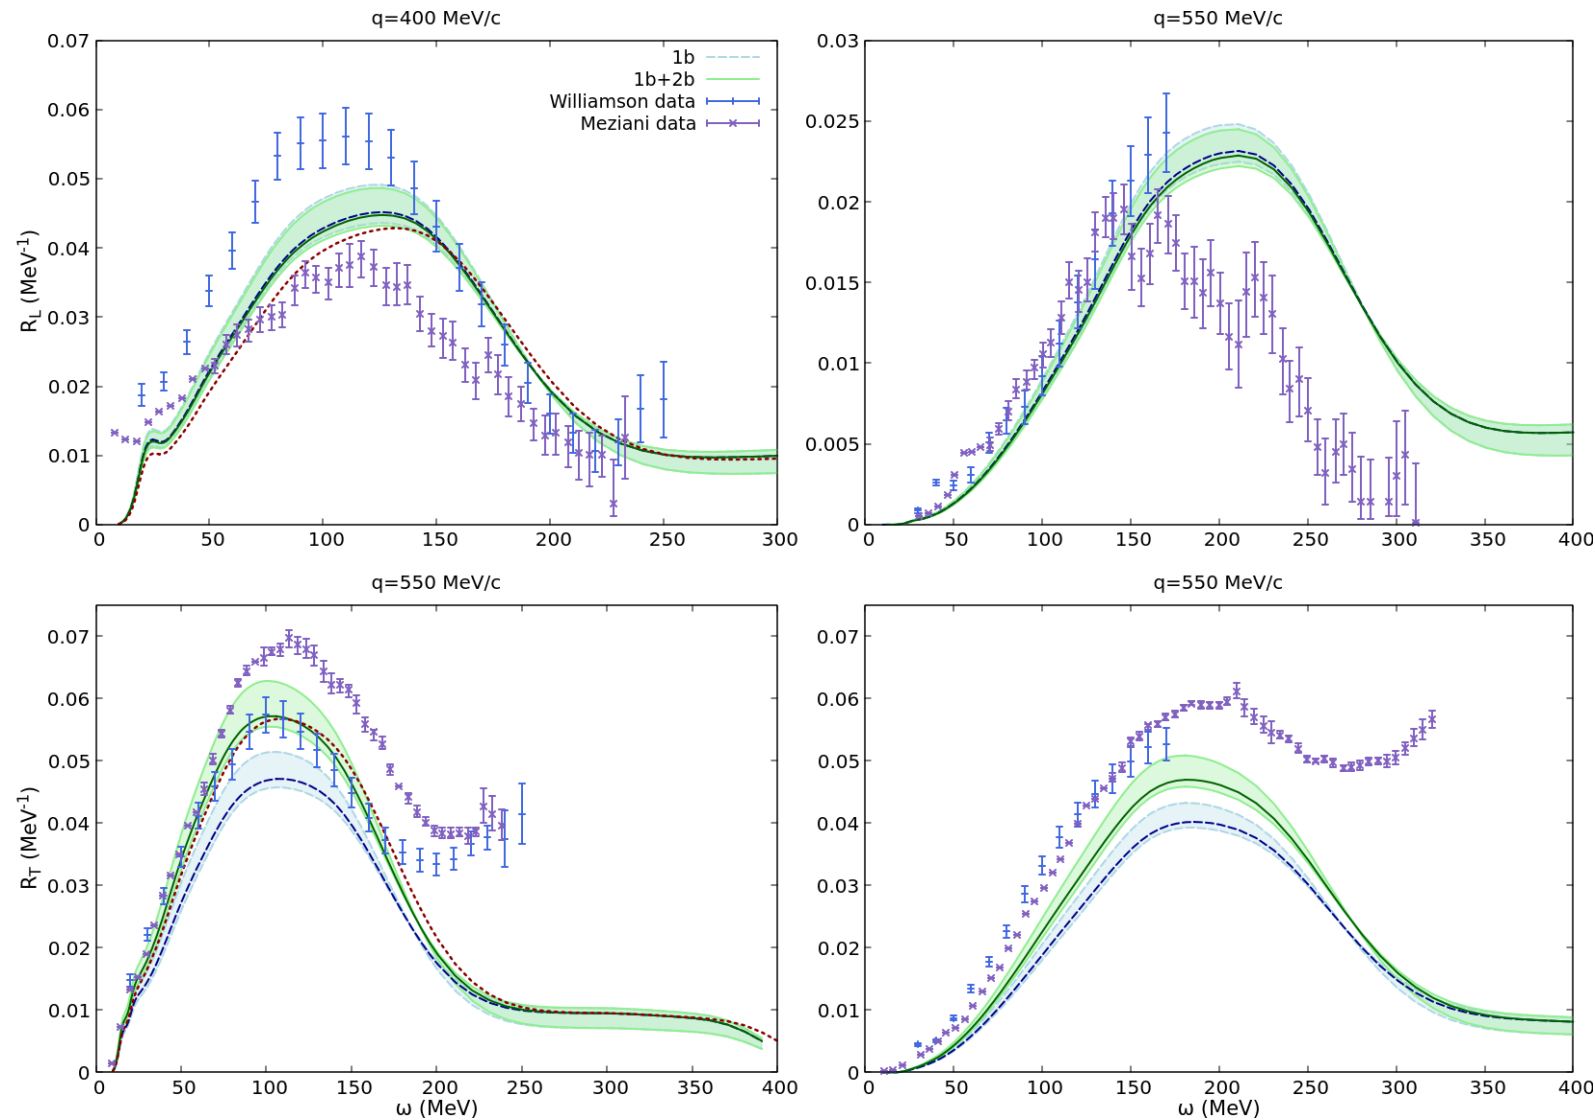 q=400 MeV/c
0.07
0.06
0.05
0.04
0.03
0.02
0.01
0
R_L (MeV^-1)
1b
1b+2b
Williamson data
Meziani data
50 100 150 200 250 300
q=550 MeV/c
0.03
0.025
0.02
0.015
0.01
0.005
0
50 100 150 200 250 300 350 400
q=550 MeV/c
0.07
0.06
0.05
0.04
0.03
0.02
0.01
0
R_T (MeV^-1)
0 50 100 150 200 250 300 350 400
ω (MeV)
q=550 MeV/c
0.07
0.06
0.05
0.04
0.03
0.02
0.01
0
50 100 150 200 250 300 350 400
ω (MeV)